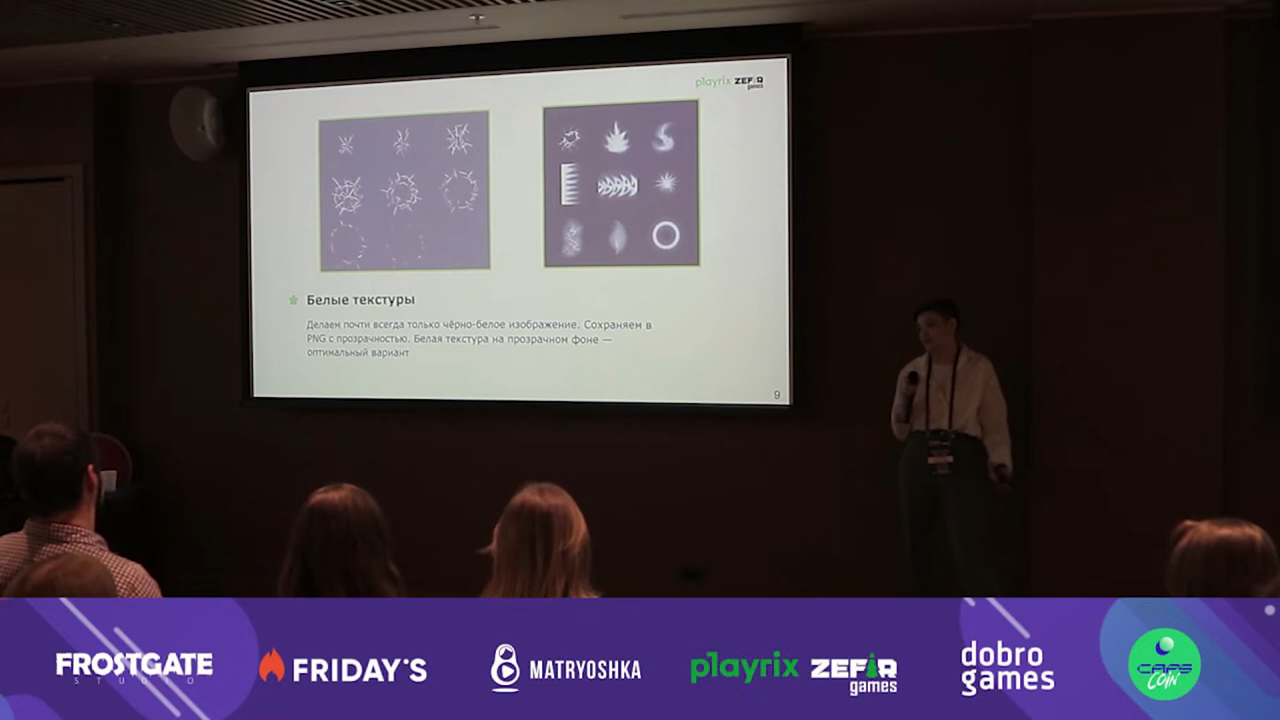 playrix ZEFIR
games
Белые текстуры
Делаем почти всегда только чёрно-белое изображение. Сохраняем в
PNG с прозрачностью. Белая текстура на прозрачном фоне —
оптимальный вариант
9
FROSTGATE
STUDIO
FRIDAY'S
MATRYOSHKA
playrix ZEFIR
games
dobro
games
CAPS
COIN